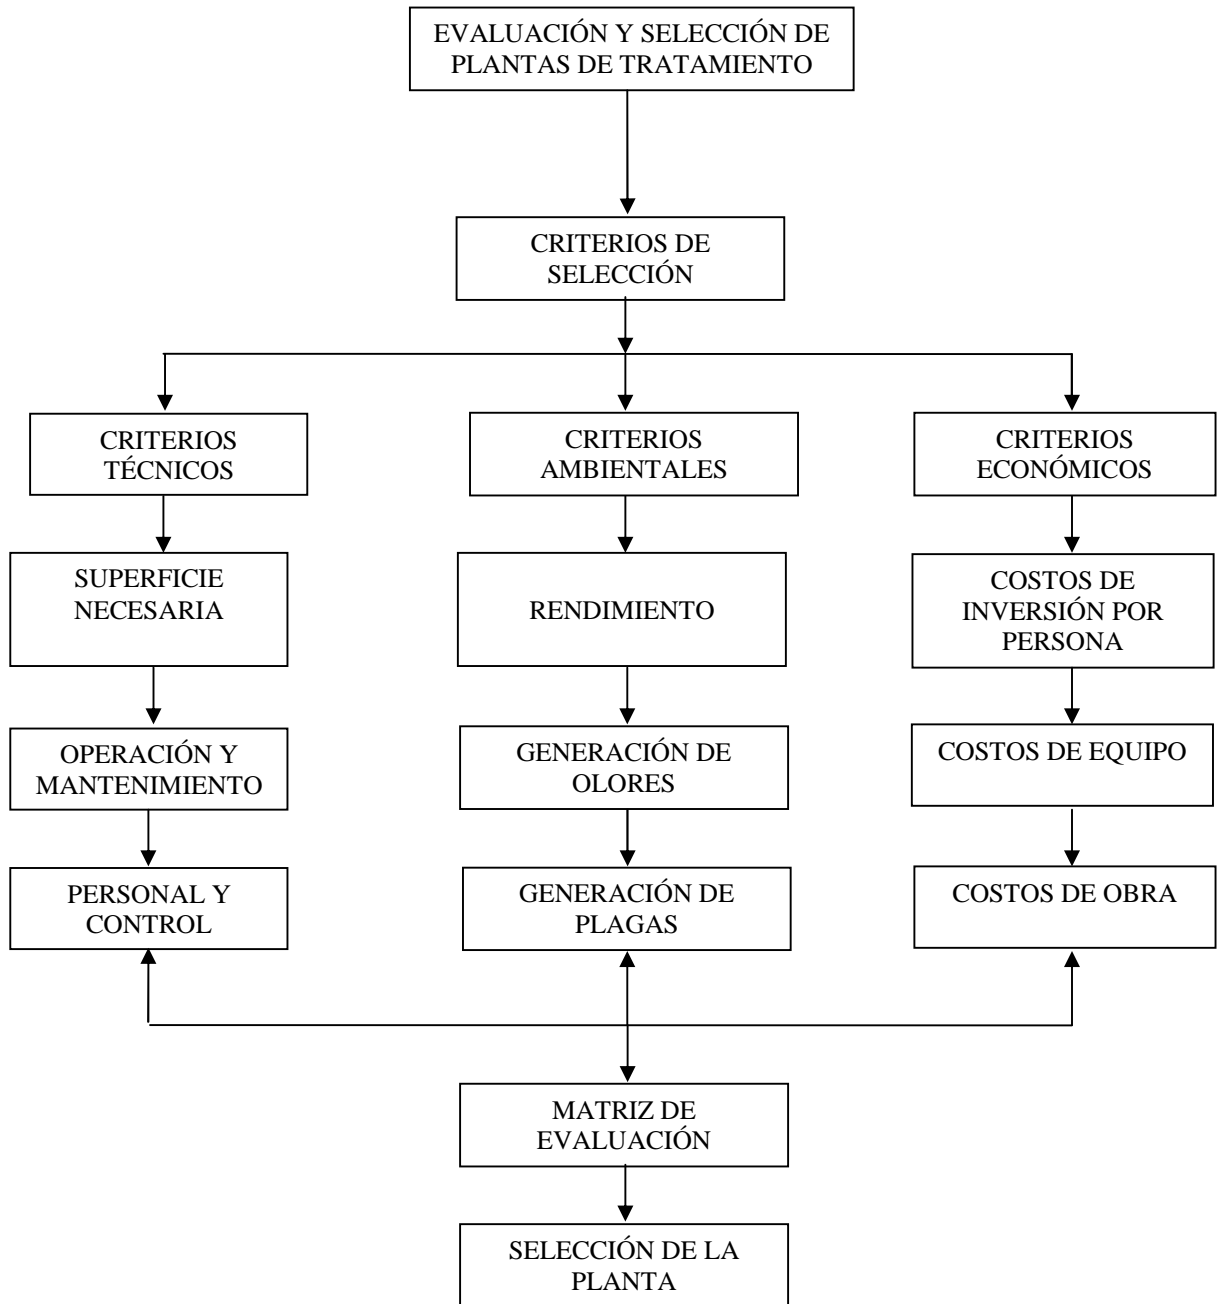 EVALUACIÓN Y SELECCIÓN DE
PLANTAS DE TRATAMIENTO
CRITERIOS DE
SELECCIÓN
CRITERIOS
TÉCNICOS
CRITERIOS
AMBIENTALES
CRITERIOS
ECONÓMICOS
SUPERFICIE
NECESARIA
RENDIMIENTO
COSTOS DE
INVERSIÓN POR
PERSONA
OPERACIÓN Y
MANTENIMIENTO
GENERACIÓN DE
OLORES
COSTOS DE EQUIPO
PERSONAL Y
CONTROL
GENERACIÓN DE
PLAGAS
COSTOS DE OBRA
MATRIZ DE
EVALUACIÓN
SELECCIÓN DE LA
PLANTA